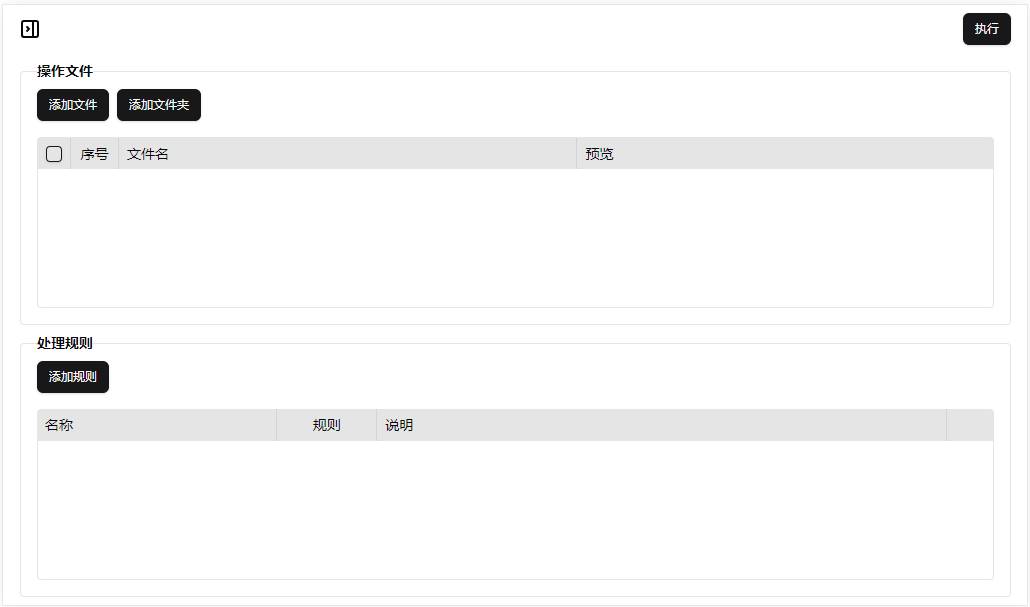 执行
操作文件
添加文件 添加文件夹
序号 文件名 预览
处理规则
添加规则
名称 规则 说明